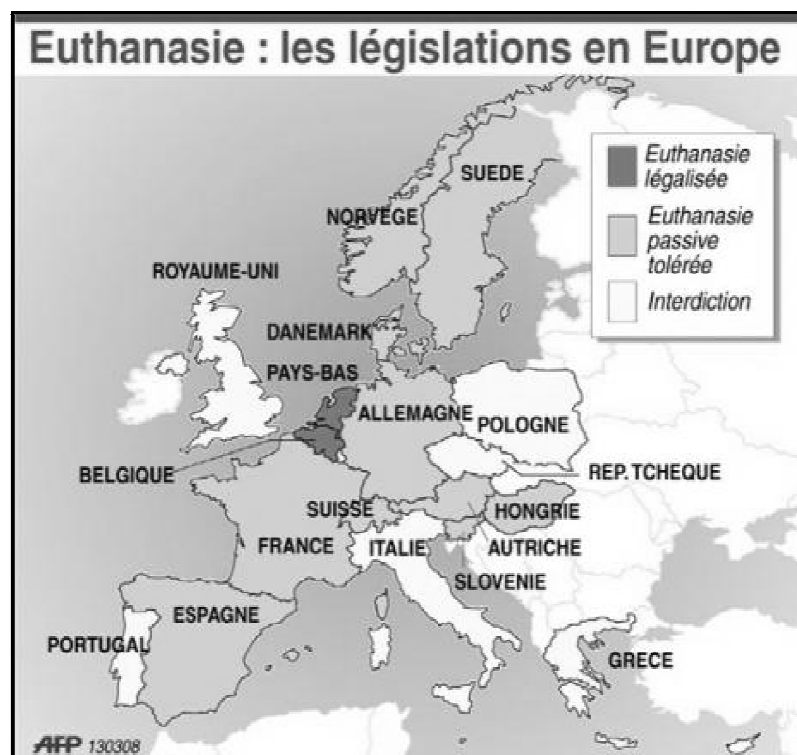 Euthanasie : les législations en Europe
Euthanasie
légalisée
Euthanasie
passive
tolérée
Interdiction
SUEDE
NORVEGE
ROYAUME-UNI
DANEMARK
PAYS-BAS
ALLEMAGNE
POLOGNE
BELGIQUE
REP. TCHEQUE
SUISSE
HONGRIE
FRANCE
ITALIE
AUTRICHE
SLOVENIE
ESPAGNE
PORTUGAL
GRECE
AFP 130308